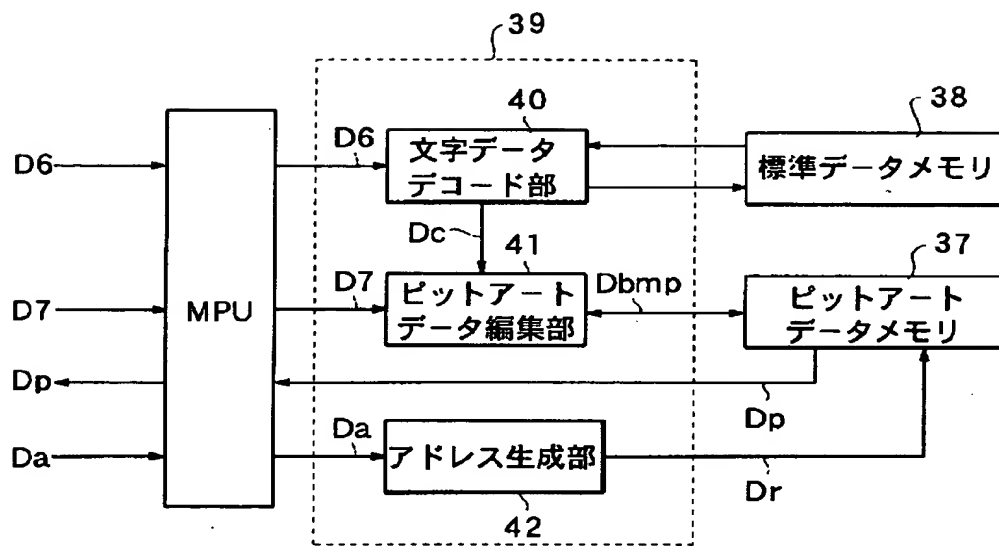 39
40
38
D6
D6
文字データ
デコード部
標準データメモリ
Dc
41
37
D7
MPU
D7
ピットアート
データ編集部
Dbmp
ピットアート
データメモリ
Dp
Dp
Da
Da
アドレス生成部
Dr
42